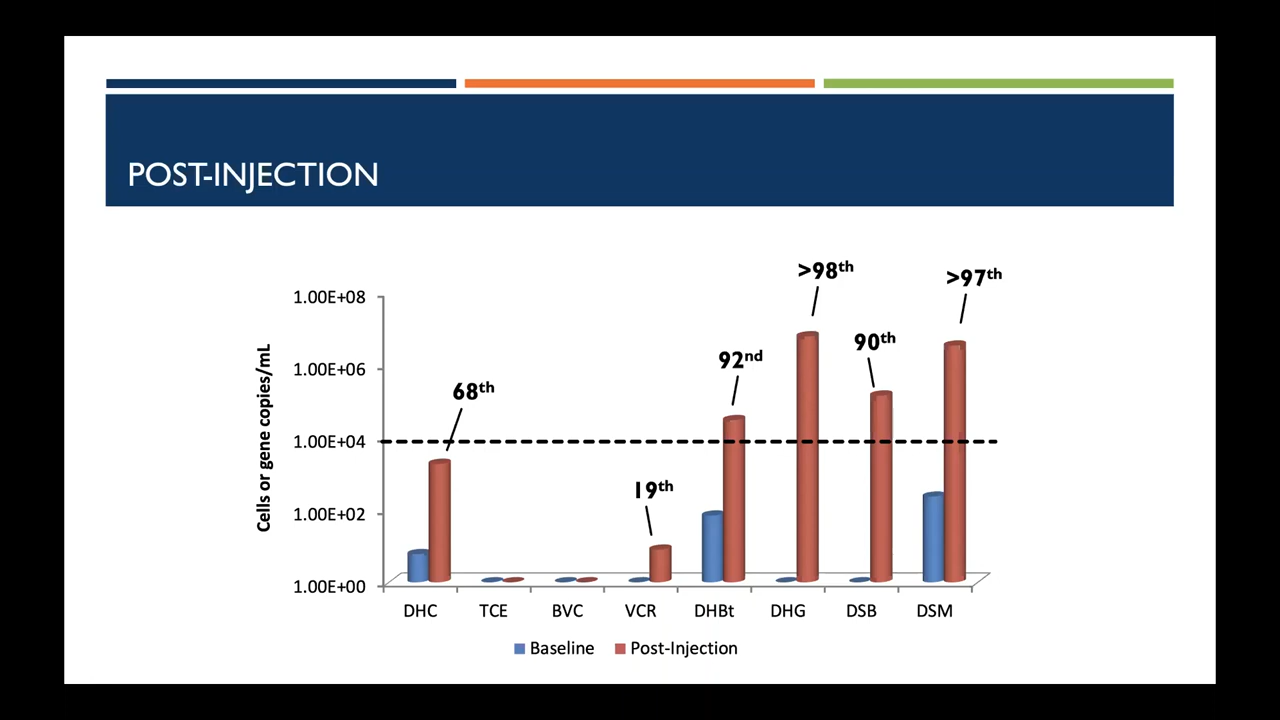 POST-INJECTION
>98th
>97th
1.00E+08
90th
92nd
1.00E+06
68th
1.00E+04
19th
1.00E+02
1.00E+00
Cells or gene copies/mL
DHC TCE BVC VCR DHBt DHG DSB DSM
Baseline Post-Injection